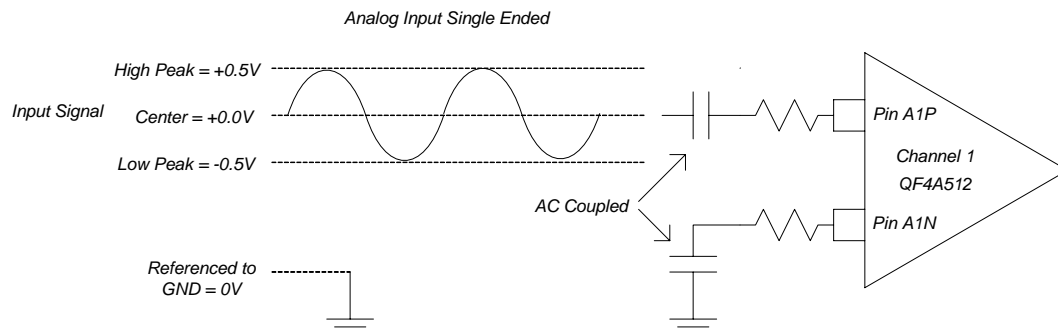 Analog Input Single Ended
High Peak = +0.5V
Input Signal
Center = +0.0V
Low Peak = -0.5V
Pin A1P
Channel 1
QF4A512
AC Coupled
Pin A1N
Referenced to
GND = 0V